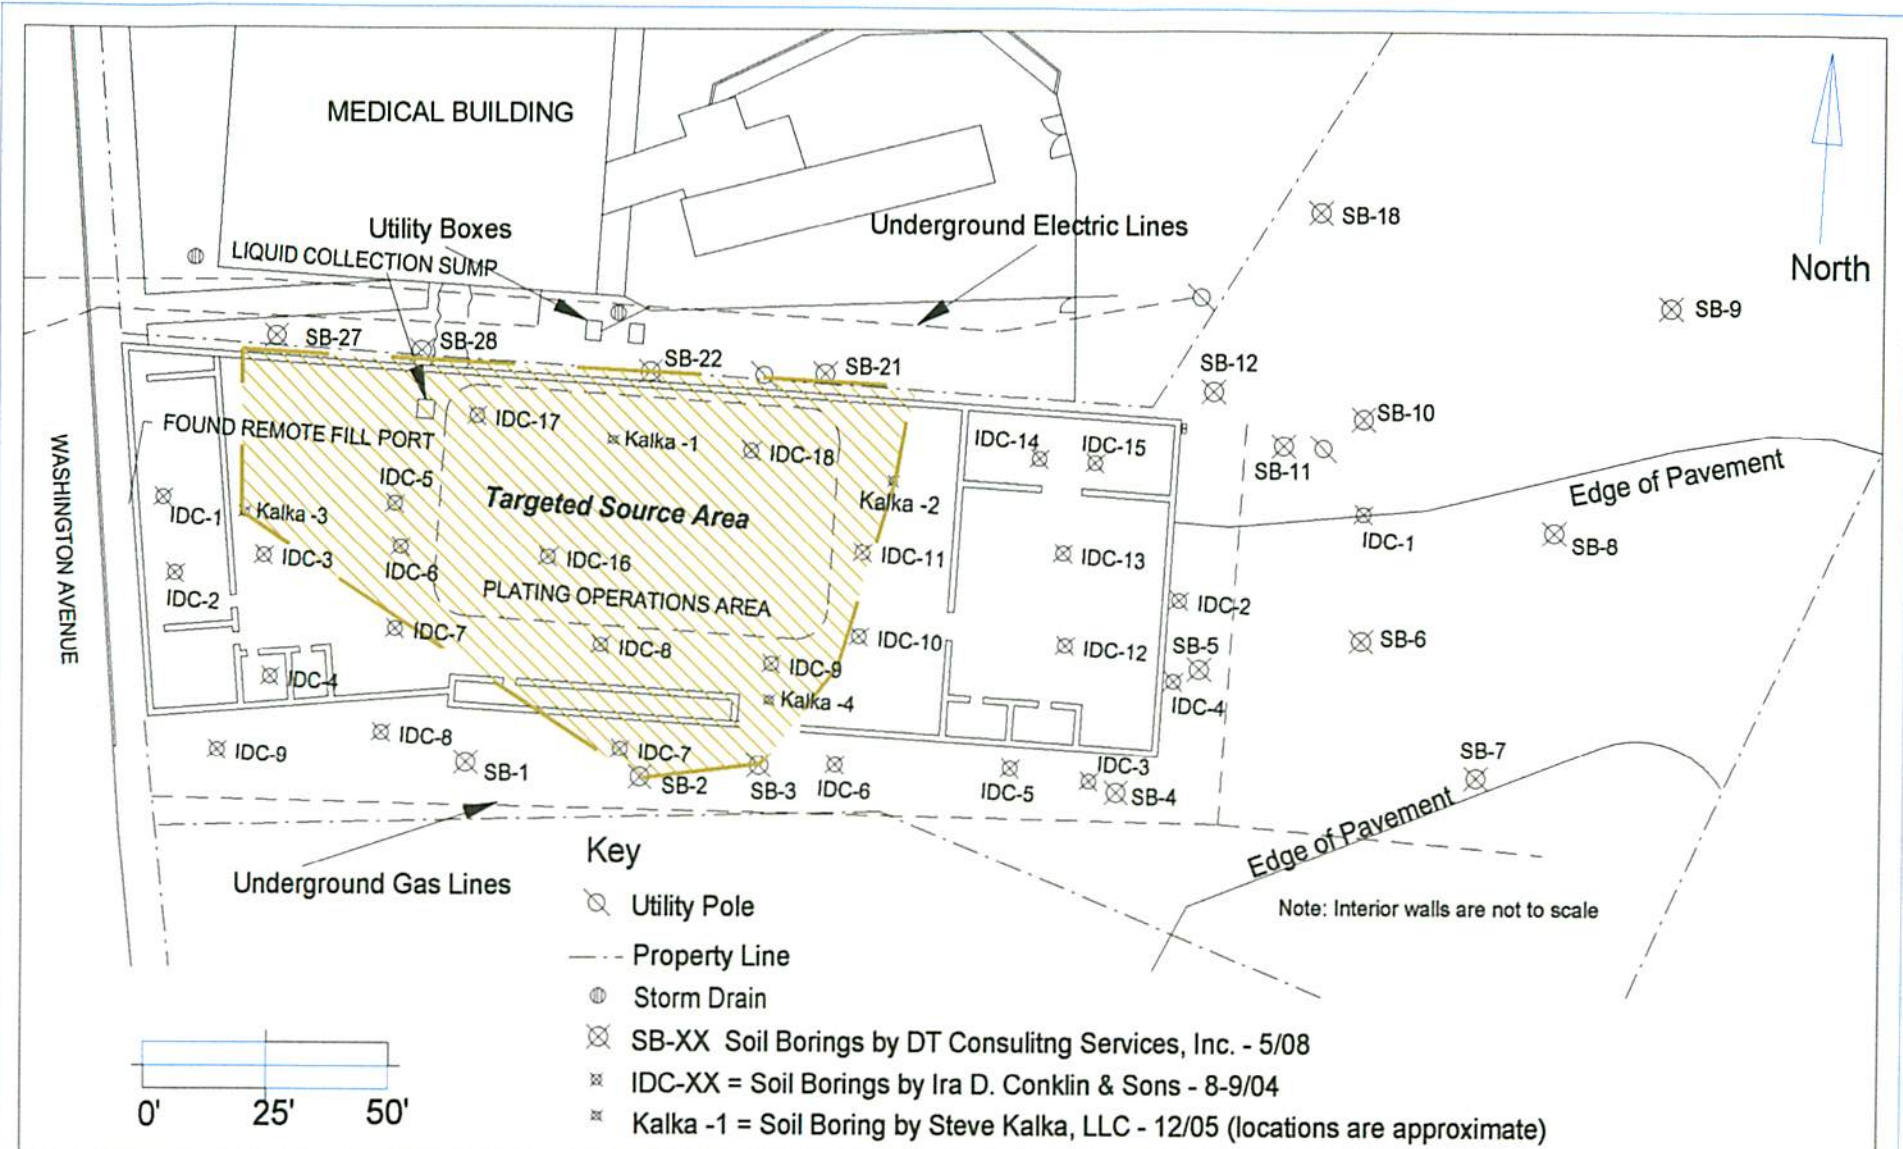 MEDICAL BUILDING
Utility Boxes
LIQUID COLLECTION SUMP
Underground Electric Lines
SB-18
North
SB-9
SB-27
SB-28
SB-22
SB-21
SB-12
SB-10
SB-11
FOUND REMOTE FILL PORT
IDC-17
Kalka -1
IDC-18
IDC-14
IDC-15
Edge of Pavement
WASHINGTON AVENUE
IDC-5
Targeted Source Area
Kalka -2
IDC-1
Kalka -3
IDC-1
SB-8
IDC-3
IDC-6
IDC-16
IDC-11
IDC-13
IDC-2
PLATING OPERATIONS AREA
IDC-2
IDC-7
IDC-8
IDC-10
IDC-12
SB-5
SB-6
IDC-9
IDC-4
Kalka -4
IDC-4
IDC-9
IDC-8
SB-1
IDC-7
SB-2
SB-3
IDC-6
IDC-5
IDC-3
SB-4
SB-7
Edge of Pavement
Underground Gas Lines
Note: Interior walls are not to scale
Key
Utility Pole
Property Line
Storm Drain
SB-XX Soil Borings by DT Consulitng Services, Inc. - 5/08
IDC-XX = Soil Borings by Ira D. Conklin & Sons - 8-9/04
Kalka -1 = Soil Boring by Steve Kalka, LLC - 12/05 (locations are approximate)
0' 25' 50'